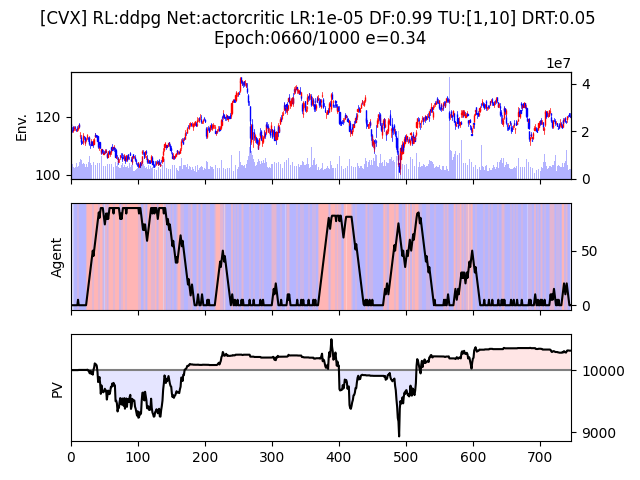 [CVX] RL:ddpg Net:actorcritic LR:1e-05 DF:0.99 TU:[1,10] DRT:0.05
Epoch:0660/1000 e=0.34
1e7
Env.
120
100
4
2
0
Agent
50
0
PV
10000
9000
0 100 200 300 400 500 600 700